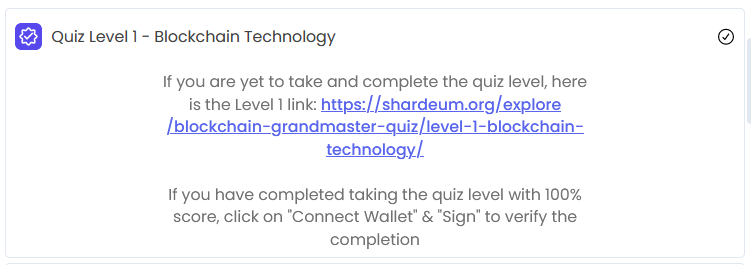 Quiz Level 1 - Blockchain Technology
If you are yet to take and complete the quiz level, here
is the Level 1 link: https://shardeum.org/explore
/blockchain-grandmaster-quiz/level-1-blockchain-
technology/
If you have completed taking the quiz level with 100%
score, click on "Connect Wallet" & "Sign" to verify the
completion